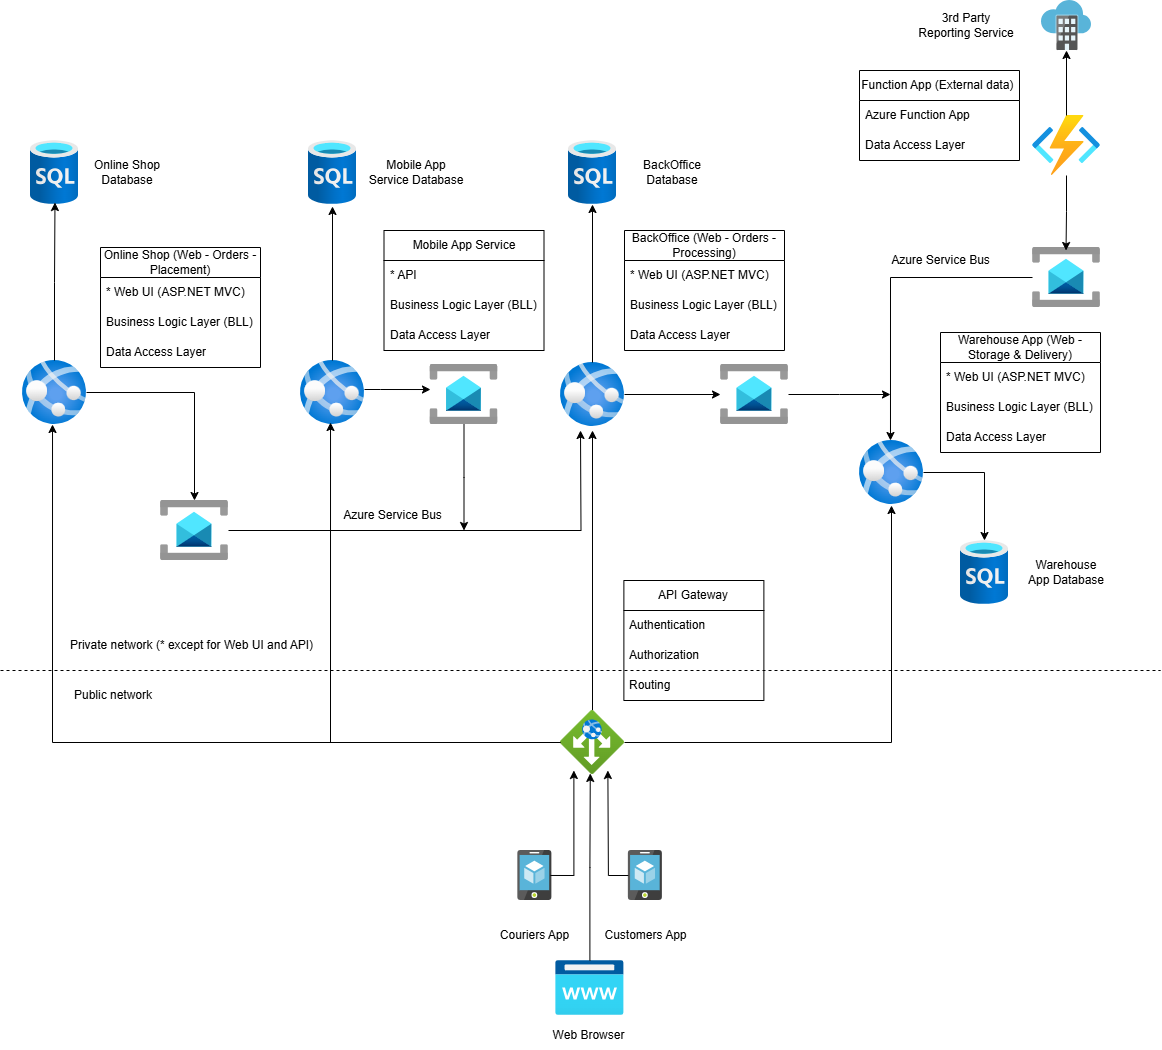 3rd Party
Reporting Service
Function App (External data)
Azure Function App
Data Access Layer
SQL
Online Shop
Database
SQL
Mobile App
Service Database
SQL
BackOffice
Database
Online Shop (Web - Orders -
Placement)
* Web UI (ASP.NET MVC)
Business Logic Layer (BLL)
Data Access Layer
Mobile App Service
* API
Business Logic Layer (BLL)
Data Access Layer
BackOffice (Web - Orders -
Processing)
* Web UI (ASP.NET MVC)
Business Logic Layer (BLL)
Data Access Layer
Azure Service Bus
Warehouse App (Web -
Storage & Delivery)
* Web UI (ASP.NET MVC)
Business Logic Layer (BLL)
Data Access Layer
Azure Service Bus
SQL
Warehouse
App Database
API Gateway
Authentication
Authorization
Routing
Private network (* except for Web UI and API)
Public network
Couriers App
Customers App
WWW
Web Browser